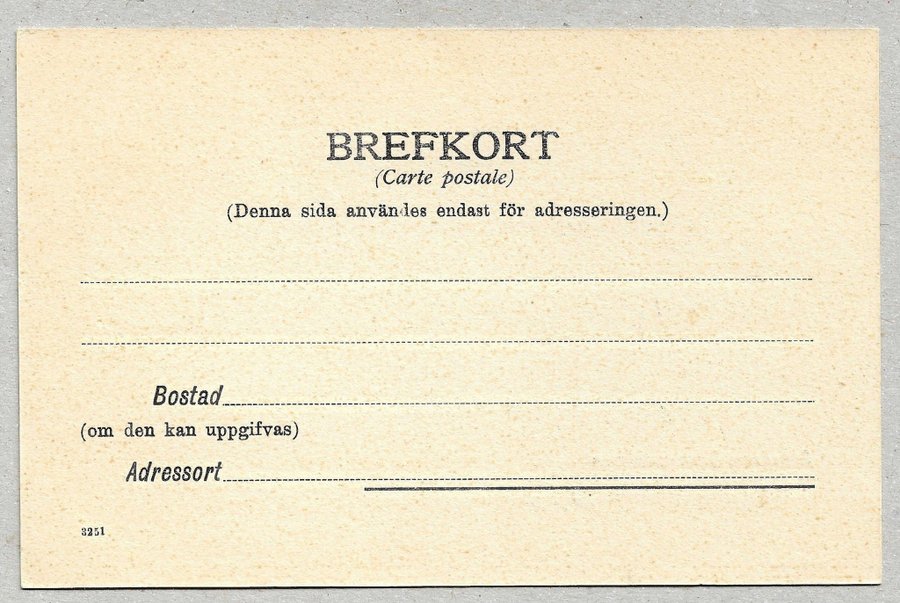 BREFKORT
(Carte postale)
(Denna sida användes endast för adresseringen.)
Bostad
(om den kan uppgifvas)
Adressort
3251